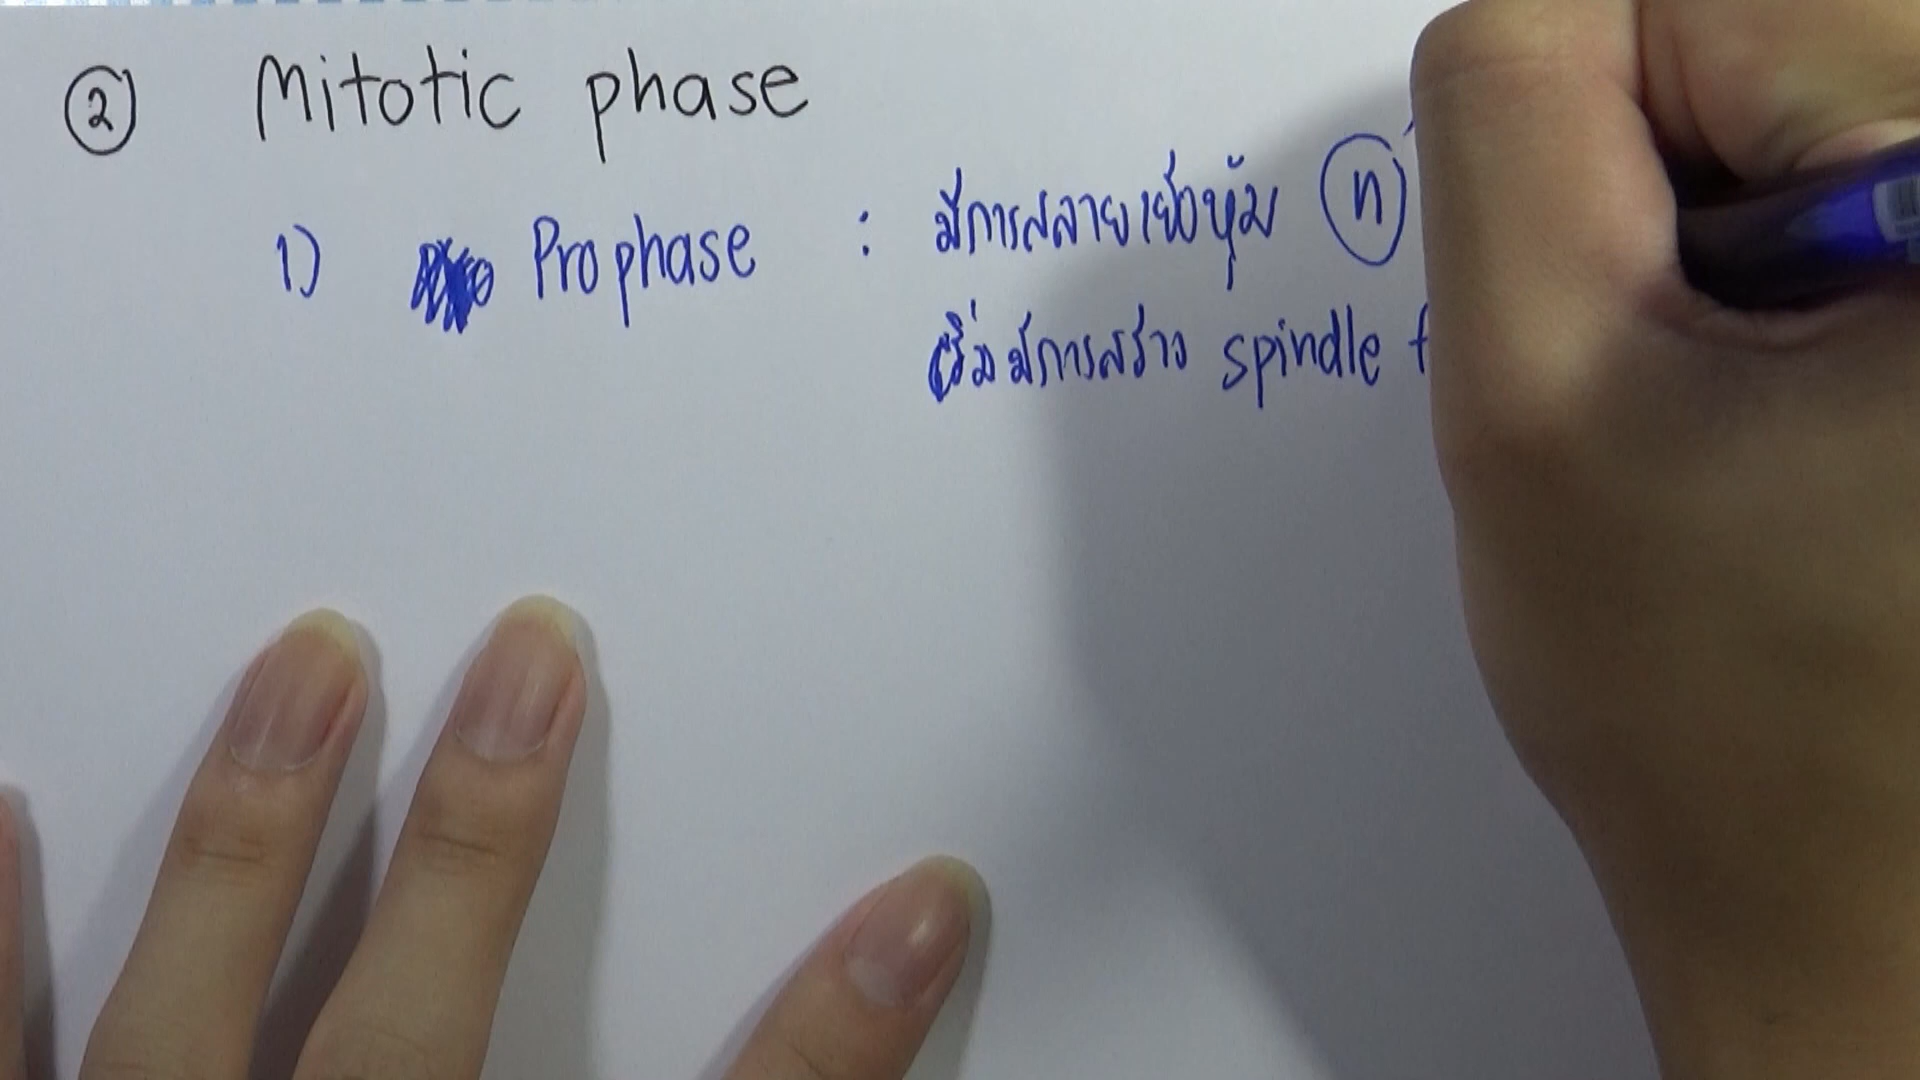 ② Mitotic phase
1) Prophase : มีการสลายเยื่อหุ้ม ⓝ
เริ่มมีการสร้าง spindle f